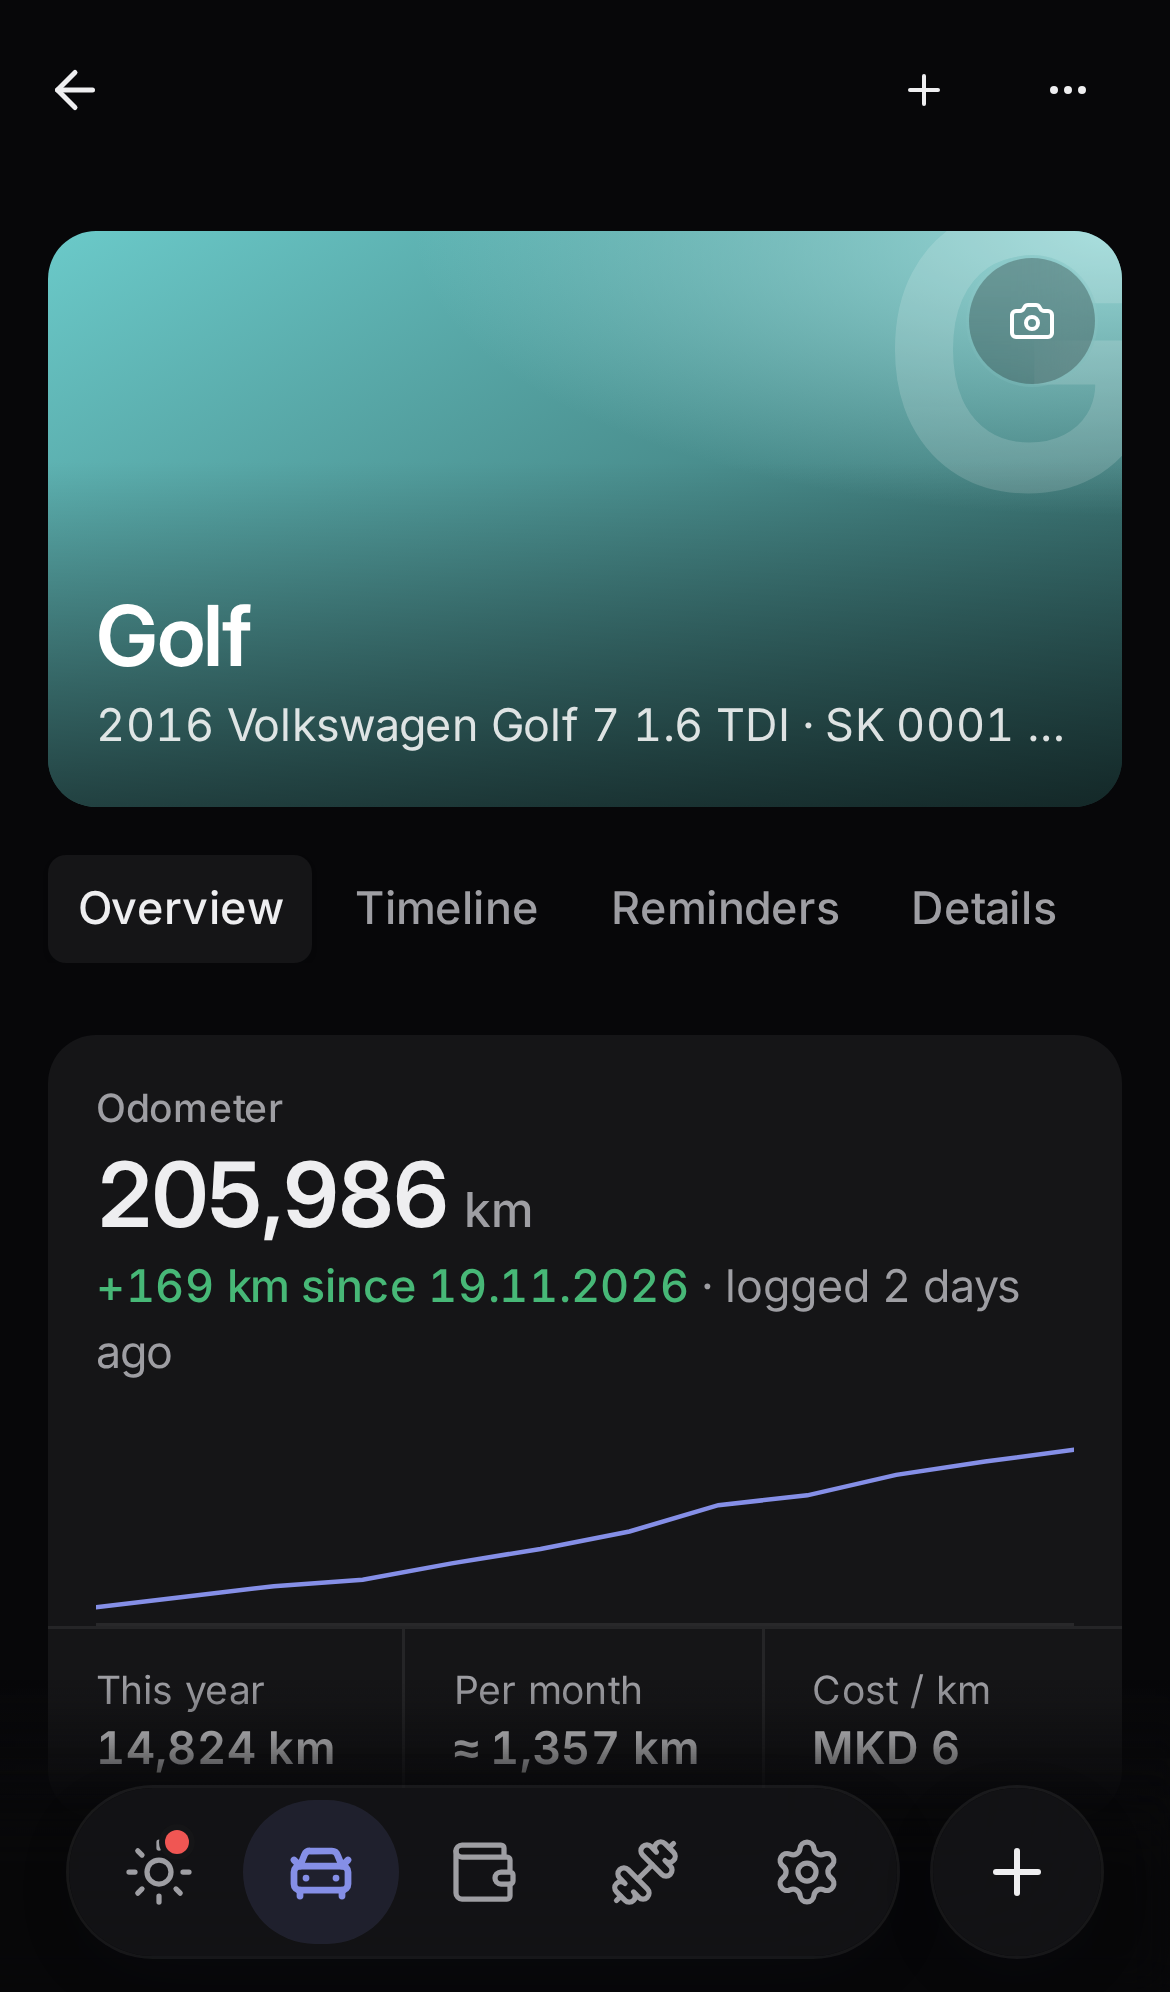 Golf
2016 Volkswagen Golf 7 1.6 TDI · SK 0001 ...
Overview
Timeline
Reminders
Details
Odometer
205,986 km
+169 km since 19.11.2026 · logged 2 days
ago
This year
Per month
Cost / km
14,824 km
≈ 1,357 km
MKD 6